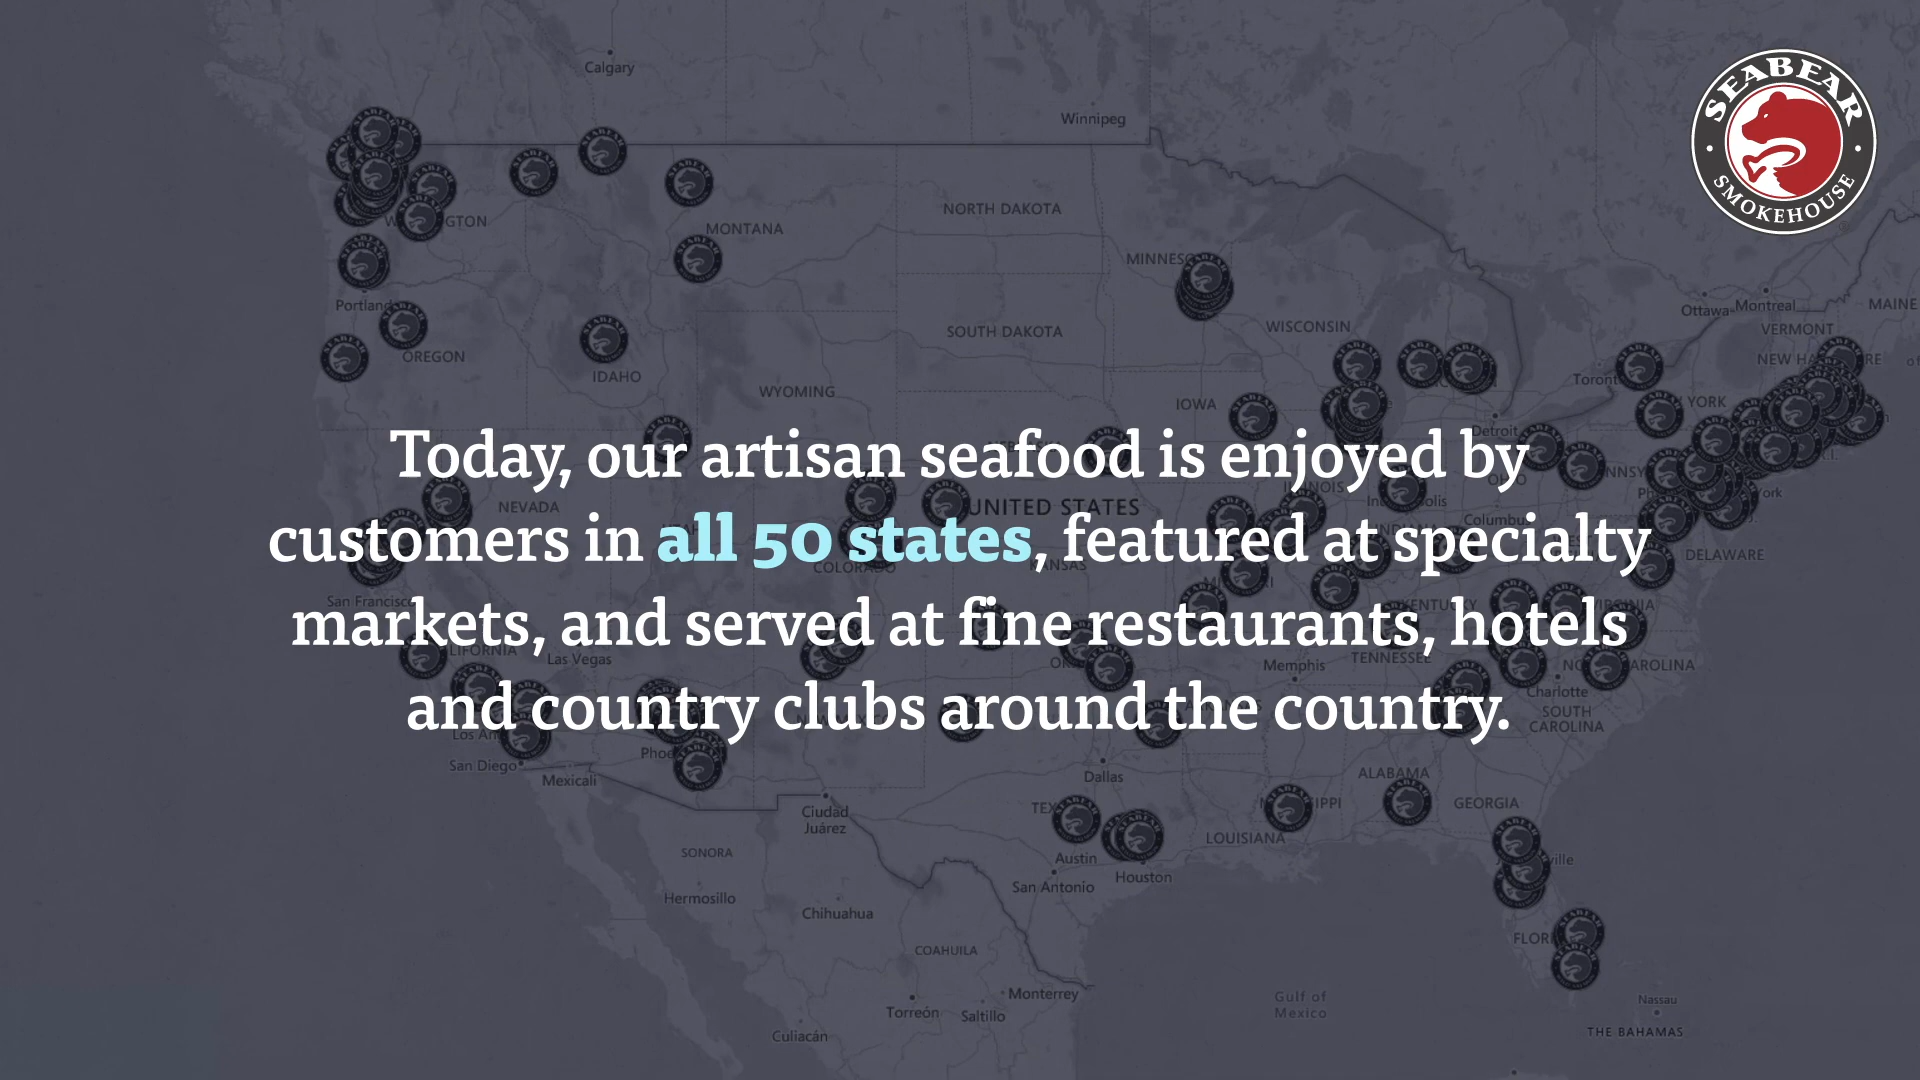 Calgary
Winnipeg
SEABEAR
SMOKEHOUSE
NORTH DAKOTA
MONTANA
Portland
Ottawa
Montreal
MAINE
VERMONT
SOUTH DAKOTA
WISCONSIN
OREGON
IDAHO
WYOMING
IOWA
YORK
Detroit
Today, our artisan seafood is enjoyed by
NEVADA
UNITED STATES
customers in all 50 states, featured at specialty
DELAWARE
COLORADO
KANSAS
San Francisco
KENTUCKY
VIRGINIA
markets, and served at fine restaurants, hotels
Las Vegas
Memphis
TENNESSEE
Charlotte
and country clubs around the country.
SOUTH
CAROLINA
San Diego
Mexicali
Dallas
ALABAMA
GEORGIA
Ciudad
Juárez
LOUISIANA
SONORA
Austin
Houston
San Antonio
Hermosillo
Chihuahua
COAHUILA
Monterrey
Torreón
Saltillo
Gulf of
Mexico
Nassau
THE BAHAMAS
Culiacán